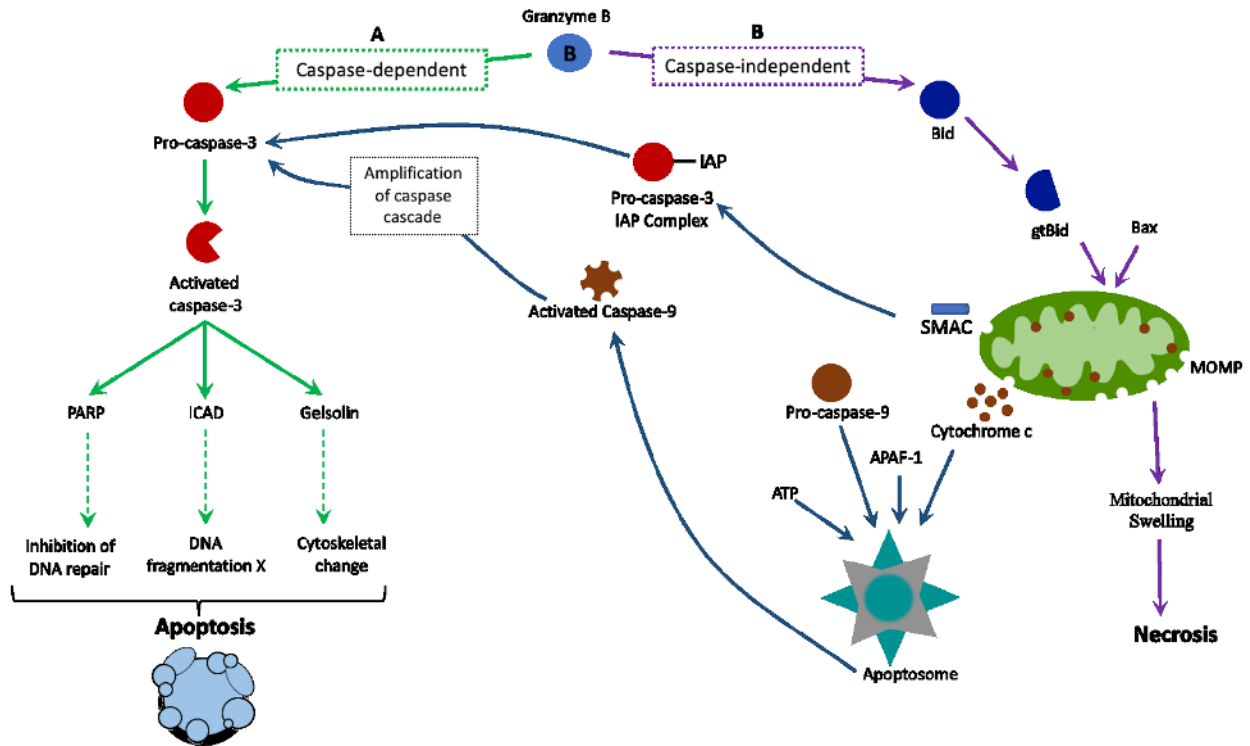 Granzyme B
A
B
B
Caspase-dependent
Caspase-independent
Pro-caspase-3
Bid
IAP
Amplification
of caspase
cascade
Pro-caspase-3
IAP Complex
gtBid
Bax
Activated
caspase-3
Activated Caspase-9
SMAC
MOMP
PARP
ICAD
Gelsolin
Pro-caspase-9
Cytochrome c
APAF-1
ATP
Mitochondrial
Swelling
Inhibition of
DNA repair
DNA
fragmentation X
Cytoskeletal
change
Apoptosis
Necrosis
Apoptosome